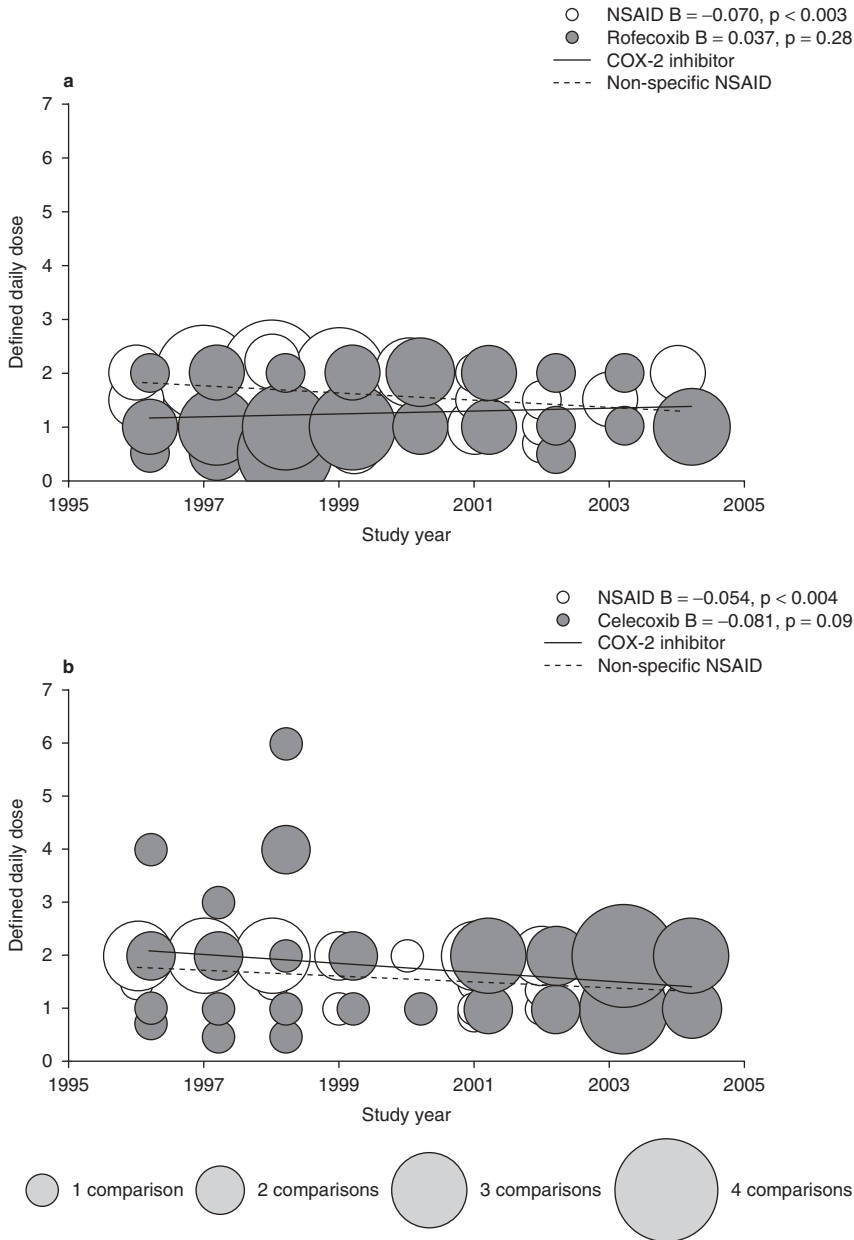 NSAID B = −0.070, p < 0.003
Rofecoxib B = 0.037, p = 0.28
COX-2 inhibitor
Non-specific NSAID
a
7
6
5
4
3
2
1
0
Defined daily dose
1995 1997 1999 2001 2003 2005
Study year
NSAID B = −0.054, p < 0.004
Celecoxib B = −0.081, p = 0.09
COX-2 inhibitor
Non-specific NSAID
b
7
6
5
4
3
2
1
0
Defined daily dose
1995 1997 1999 2001 2003 2005
Study year
1 comparison 2 comparisons 3 comparisons 4 comparisons